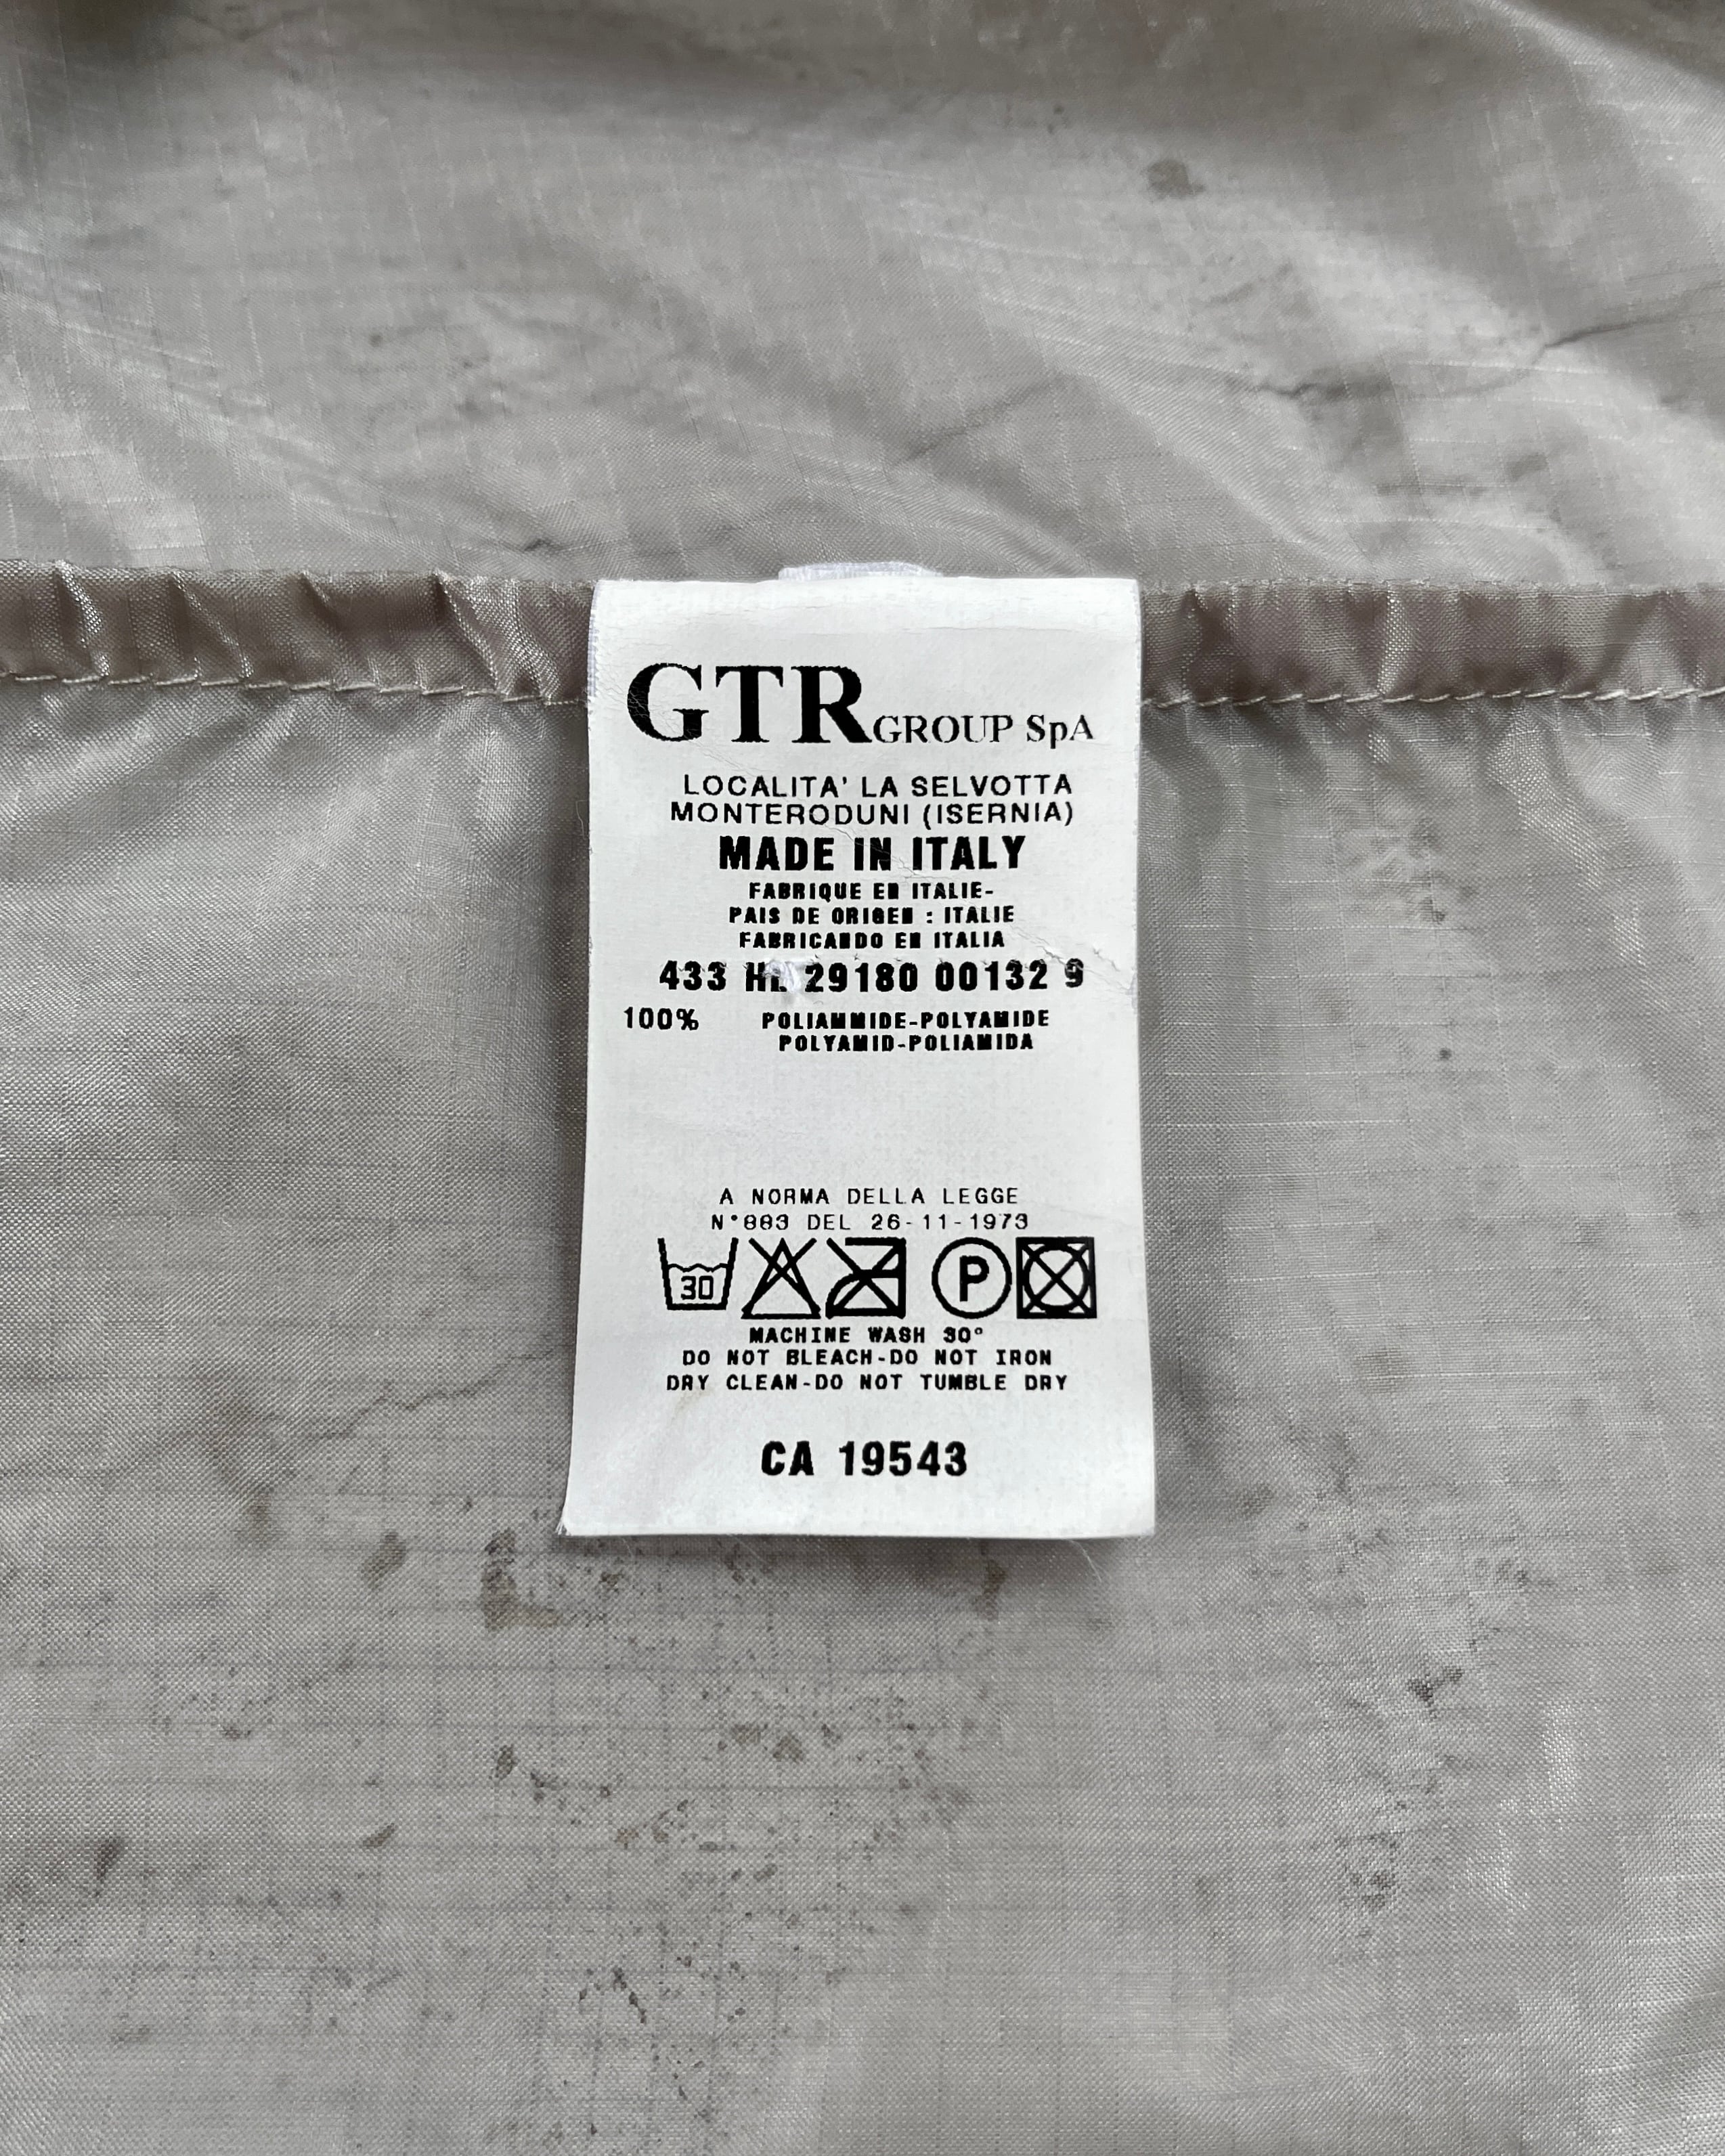 GTR GROUP SpA
LOCALITA' LA SELVOTTA
MONTERODUNI (ISERNIA)
MADE IN ITALY
FABRIQUE EN ITALIE-
PAIS DE ORIGEN : ITALIE
FABRICANDO EN ITALIA
433 29180 00132 9
100% POLIAMMIDE-POLYAMIDE
POLYAMID-POLIAMIDA
A NORMA DELLA LEGGE
N°883 DEL 26-11-1973
30 P
MACHINE WASH 30°
DO NOT BLEACH-DO NOT IRON
DRY CLEAN-DO NOT TUMBLE DRY
CA 19543